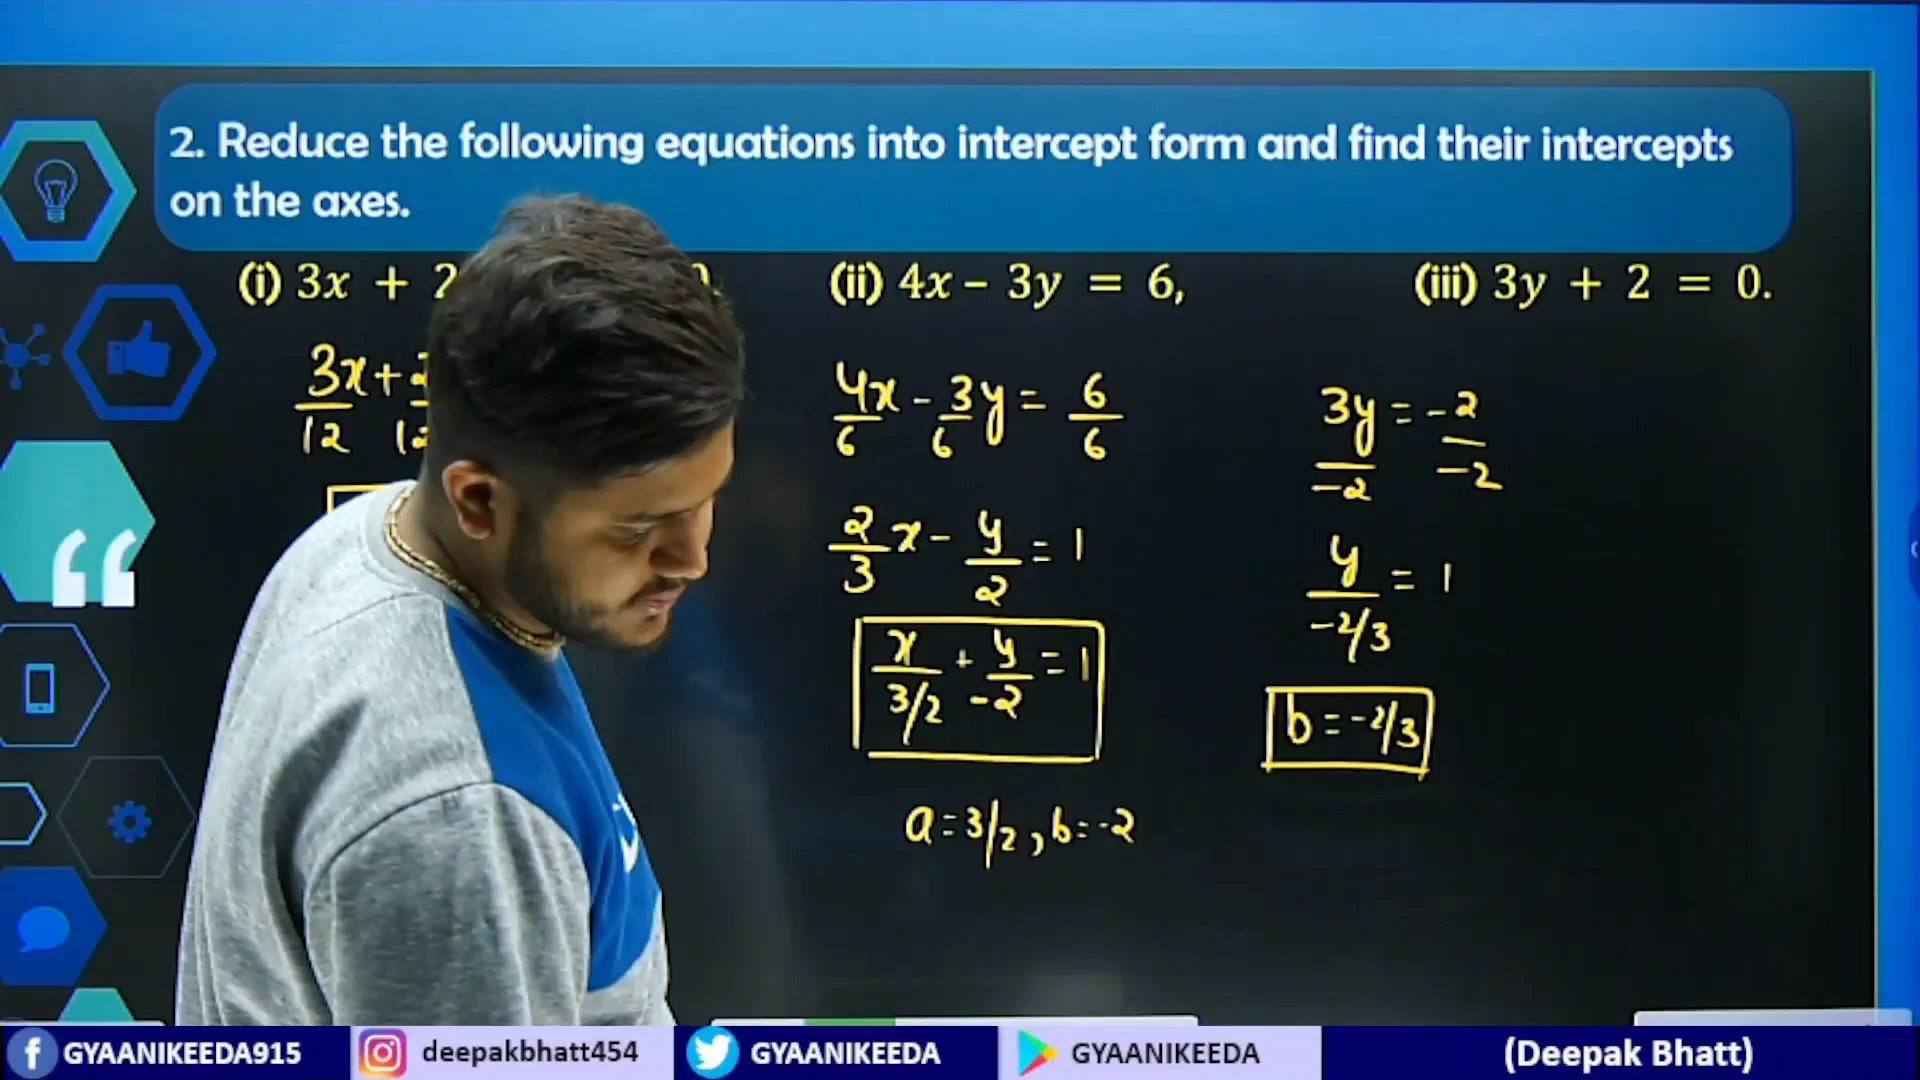 2. Reduce the following equations into intercept form and find their intercepts
on the axes.
(i) 3x + 2
(ii) 4x – 3y = 6,
(iii) 3y + 2 = 0.
3x +
12 12
4x/6 - 3y/6 = 6/6
2/3 x - y/2 = 1
x/3/2 + y/-2 = 1
a = 3/2, b = -2
3y/-2 = -2/-2
y/-2/3 = 1
b = -2/3
GYAANIKEEDA915
deepakbhatt454
GYAANIKEEDA
GYAANIKEEDA
(Deepak Bhatt)